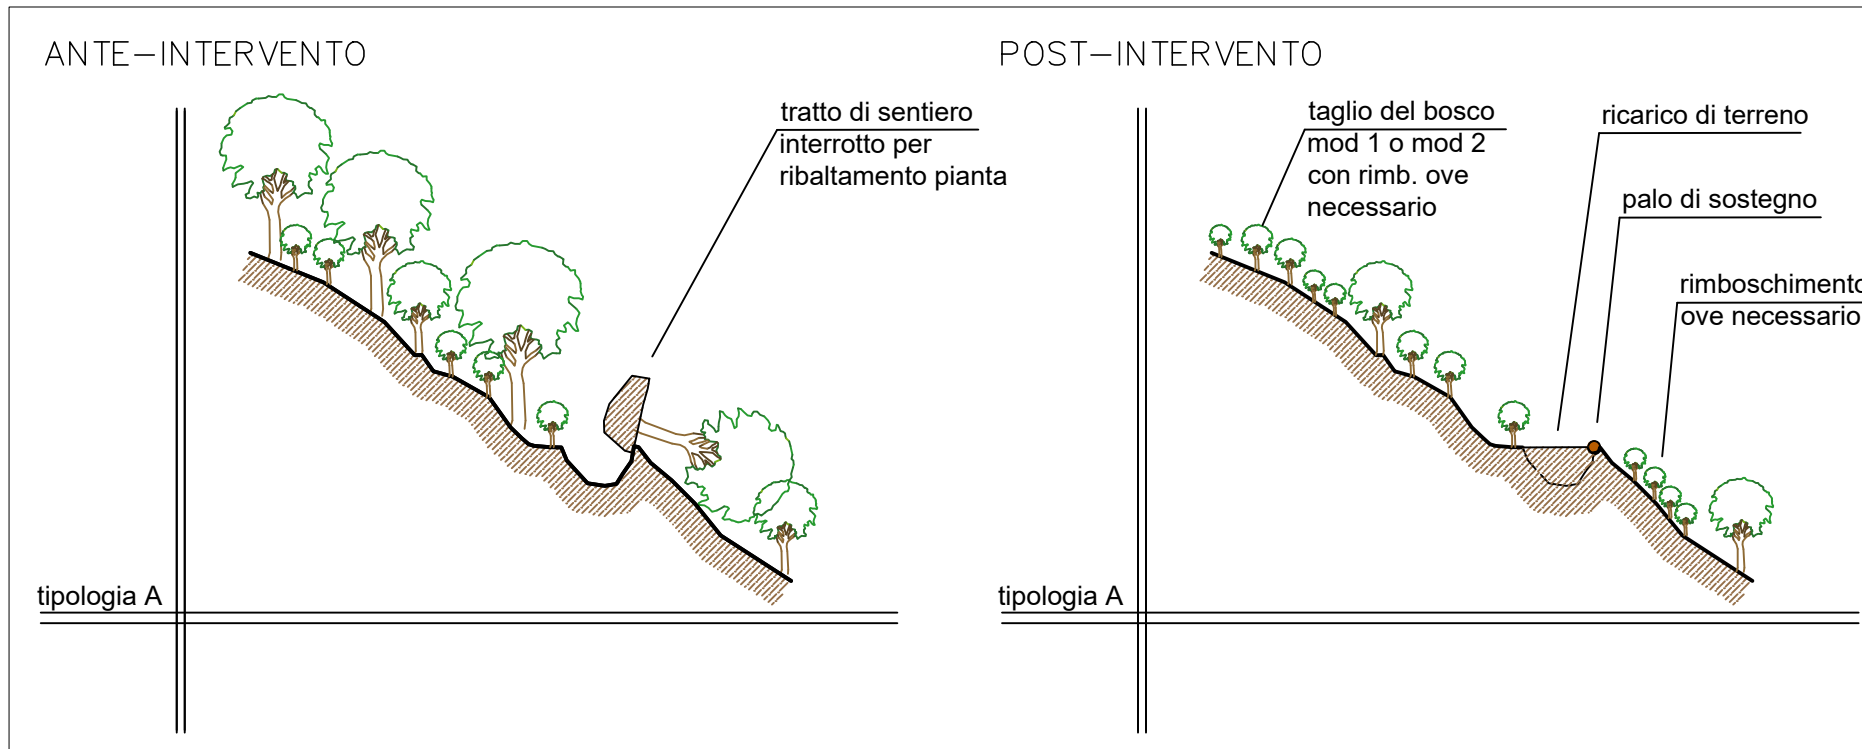 ANTE-INTERVENTO
tratto di sentiero
interrotto per
ribaltamento pianta
tipologia A
POST-INTERVENTO
taglio del bosco
mod 1 o mod 2
con rimb. ove
necessario
ricarico di terreno
palo di sostegno
rimboschimento
ove necessario
tipologia A